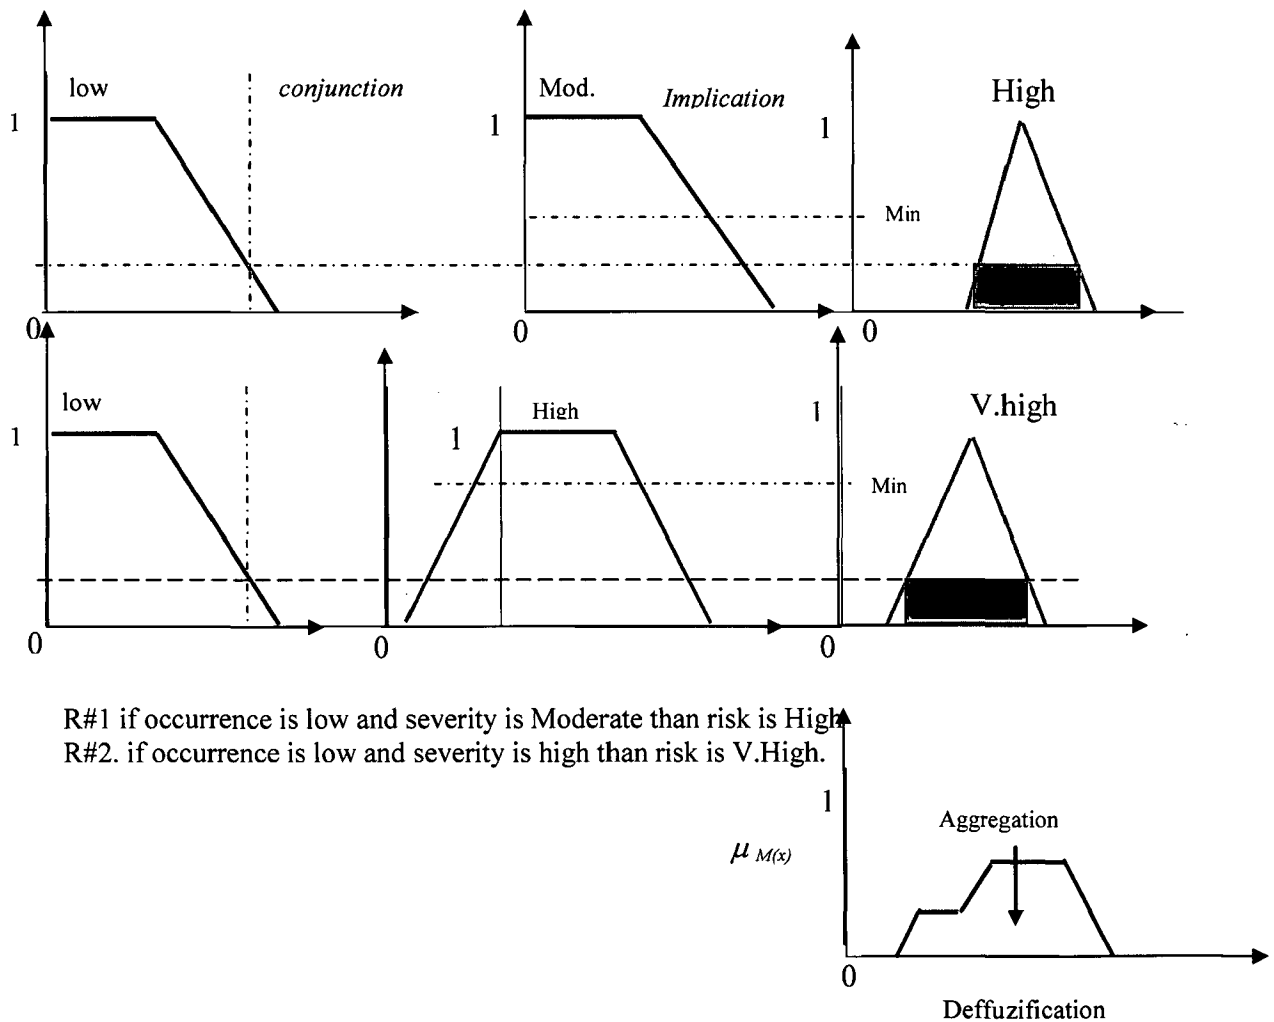 low
conjunction
1
0
Mod.
Implication
1
0
High
1
Min
0
low
1
0
High
1
0
V.high
1
Min
0
R#1 if occurrence is low and severity is Moderate than risk is High
R#2. if occurrence is low and severity is high than risk is V.High.
1
Aggregation
μ M(x)
0
Deffuzification